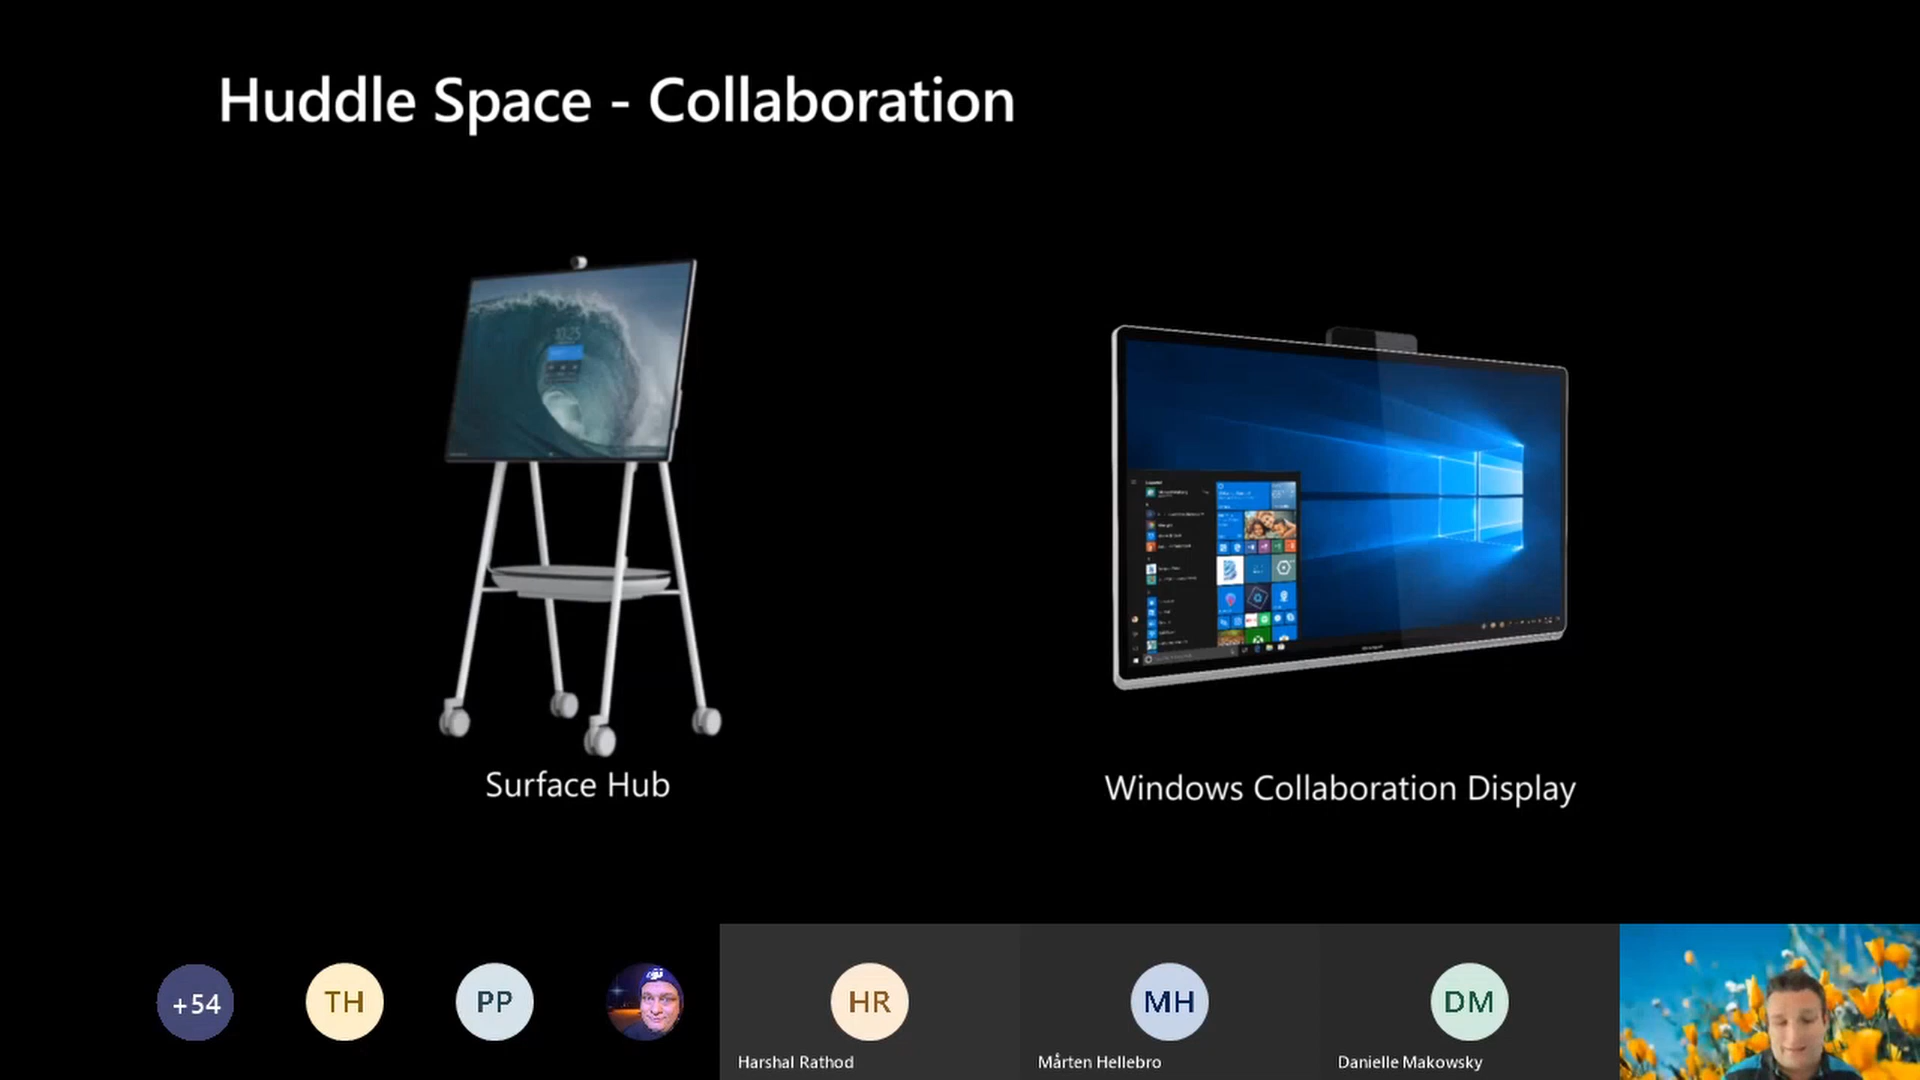 Huddle Space - Collaboration
Surface Hub
Windows Collaboration Display
+54
TH
PP
HR
MH
DM
Harshal Rathod
Mårten Hellebro
Danielle Makowsky